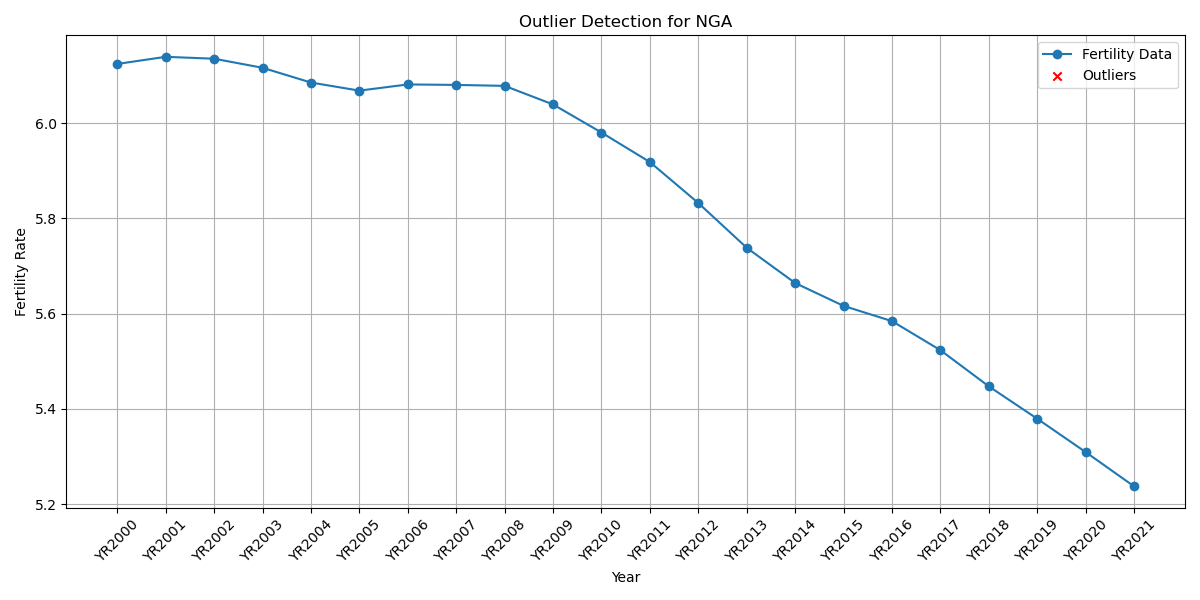 Outlier Detection for NGA
Fertility Data
Outliers
Fertility Rate
6.0
5.8
5.6
5.4
5.2
YR2000
YR2001
YR2002
YR2003
YR2004
YR2005
YR2006
YR2007
YR2008
YR2009
YR2010
YR2011
YR2012
YR2013
YR2014
YR2015
YR2016
YR2017
YR2018
YR2019
YR2020
YR2021
Year